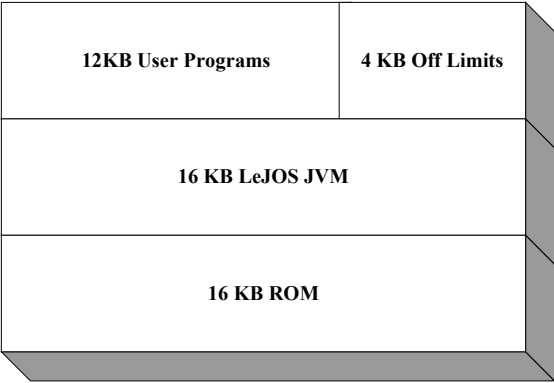 12KB User Programs
4 KB Off Limits
16 KB LeJOS JVM
16 KB ROM